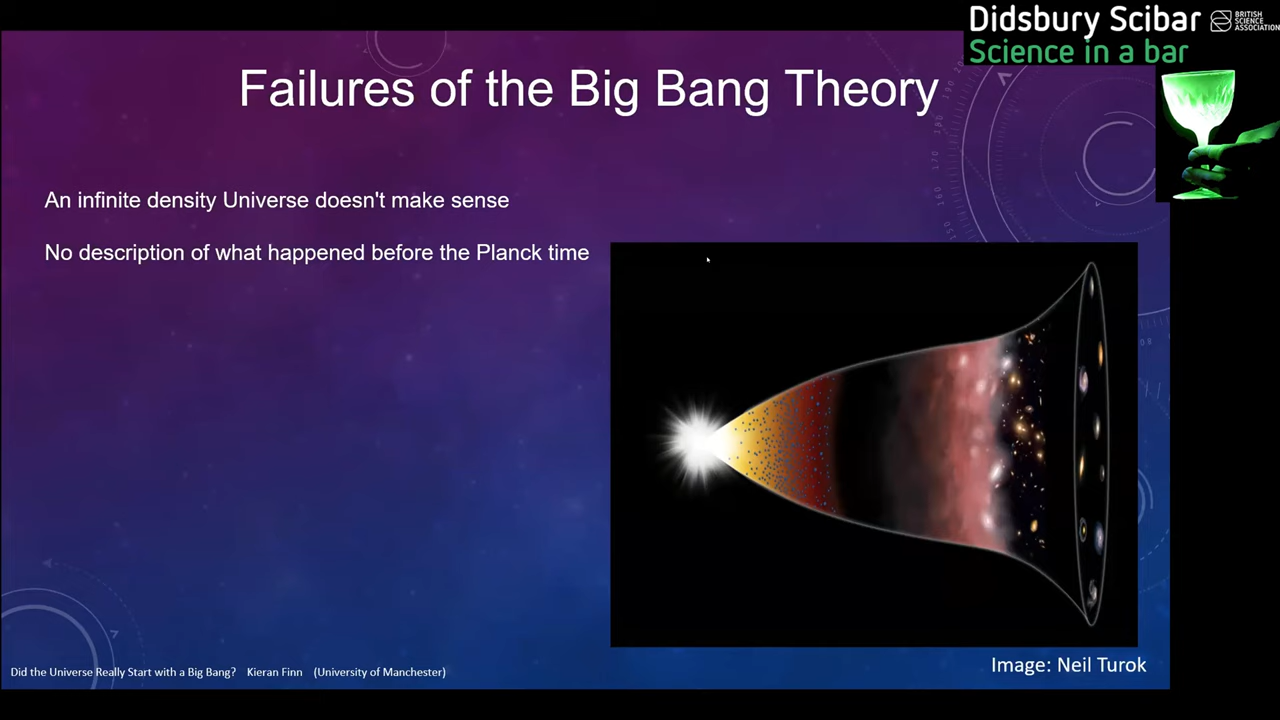 Didsbury Scibar
BRITISH
SCIENCE
ASSOCIATION
Science in a bar
Failures of the Big Bang Theory
An infinite density Universe doesn't make sense
No description of what happened before the Planck time
Image: Neil Turok
Did the Universe Really Start with a Big Bang? Kieran Finn (University of Manchester)